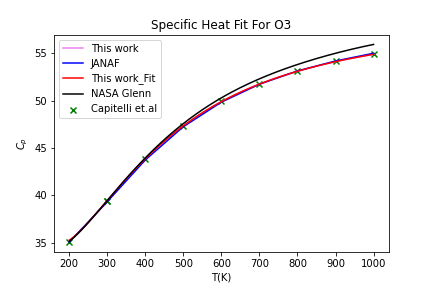 Specific Heat Fit For O3
This work
JANAF
This work_Fit
NASA Glenn
Capitelli et.al
55
50
45
40
35
C_p
200 300 400 500 600 700 800 900 1000
T(K)